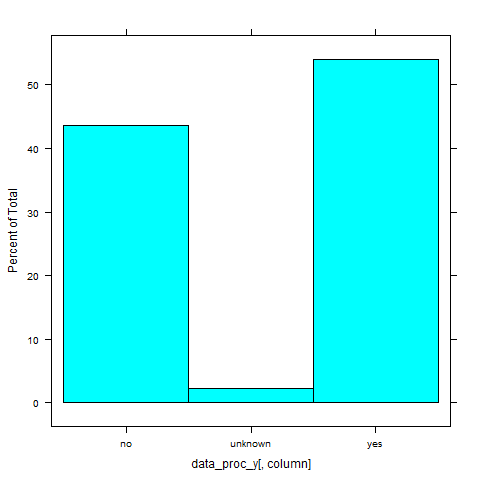 Percent of Total
50
40
30
20
10
0
no unknown yes
data_proc_y[, column]